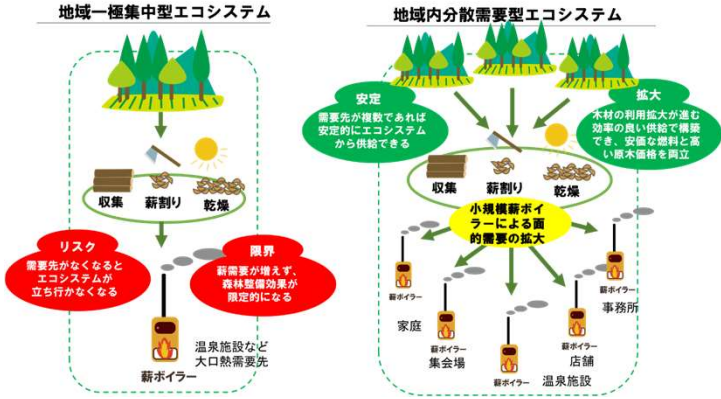 地域一極集中型エコシステム
収集
薪割り
乾燥
リスク
需要先がなくなると
エコシステムが
立ち行かなくなる
限界
薪需要が増えず、
森林整備効果が
限定的になる
温泉施設など
大口熱需要先
薪ボイラー
地域内分散需要型エコシステム
安定
需要先が複数であれば
安定的にエコシステム
から供給できる
拡大
木材の利用拡大が進む
効率の良い供給で構築
でき、安価な燃料と高
い原木価格を両立
収集
薪割り
乾燥
小規模薪ボイ
ラーによる面
的需要の拡大
薪ボイラー
家庭
薪ボイラー
集会場
薪ボイラー
温泉施設
薪ボイラー
店舗
薪ボイラー
事務所